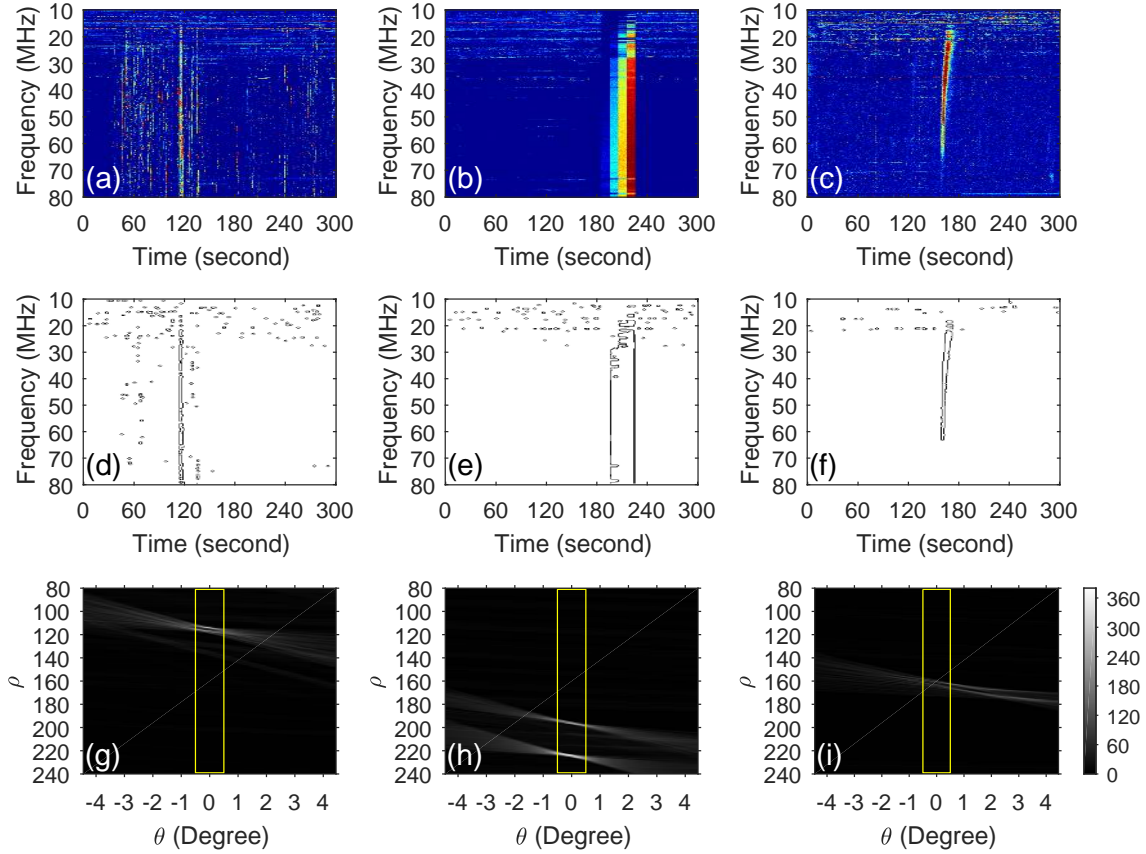 10
20
30
40
50
60
70
80
Frequency (MHz)
(a)
0 60 120 180 240 300
Time (second)
10
20
30
40
50
60
70
80
Frequency (MHz)
(b)
0 60 120 180 240 300
Time (second)
10
20
30
40
50
60
70
80
Frequency (MHz)
(c)
0 60 120 180 240 300
Time (second)
10
20
30
40
50
60
70
80
Frequency (MHz)
(d)
0 60 120 180 240 300
Time (second)
10
20
30
40
50
60
70
80
Frequency (MHz)
(e)
0 60 120 180 240 300
Time (second)
10
20
30
40
50
60
70
80
Frequency (MHz)
(f)
0 60 120 180 240 300
Time (second)
80
100
120
140
160
180
200
220
240
ρ
(g)
-4 -3 -2 -1 0 1 2 3 4
θ (Degree)
80
100
120
140
160
180
200
220
240
ρ
(h)
-4 -3 -2 -1 0 1 2 3 4
θ (Degree)
80
100
120
140
160
180
200
220
240
ρ
(i)
-4 -3 -2 -1 0 1 2 3 4
θ (Degree)
360
300
240
180
120
60
0